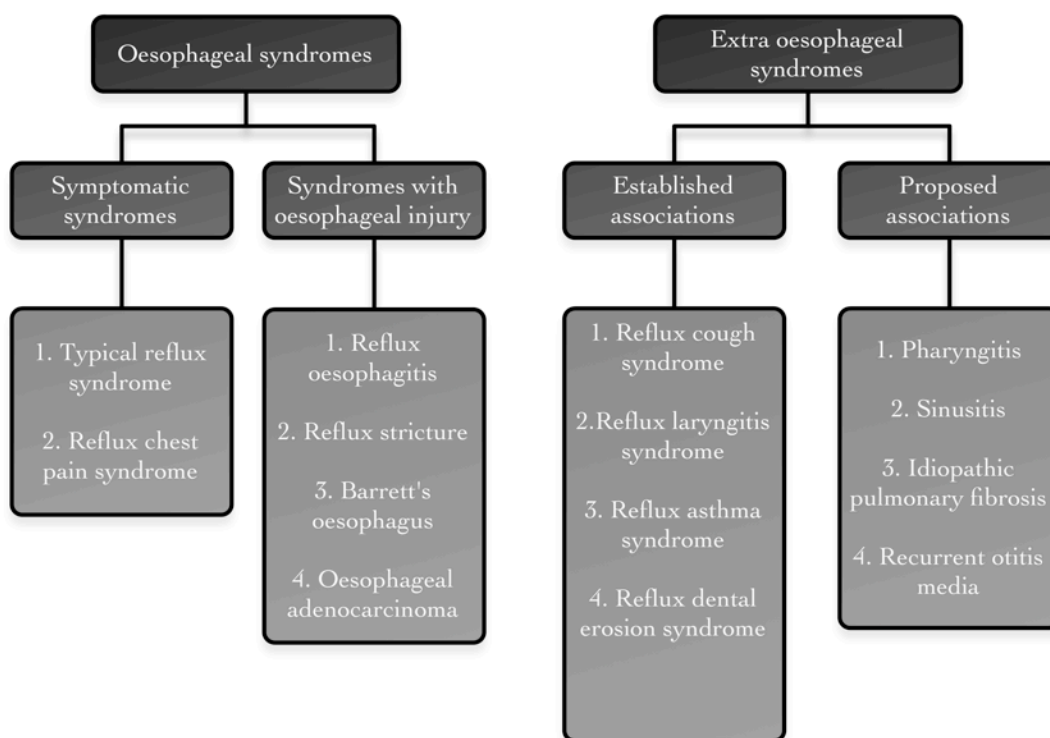 Oesophageal syndromes
Symptomatic
syndromes
Syndromes with
oesophageal injury
1. Typical reflux
syndrome
2. Reflux chest
pain syndrome
1. Reflux
oesophagitis
2. Reflux stricture
3. Barrett's
oesophagus
4. Oesophageal
adenocarcinoma
Extra oesophageal
syndromes
Established
associations
Proposed
associations
1. Reflux cough
syndrome
2.Reflux laryngitis
syndrome
3. Reflux asthma
syndrome
4. Reflux dental
erosion syndrome
1. Pharyngitis
2. Sinusitis
3. Idiopathic
pulmonary fibrosis
4. Recurrent otitis
media